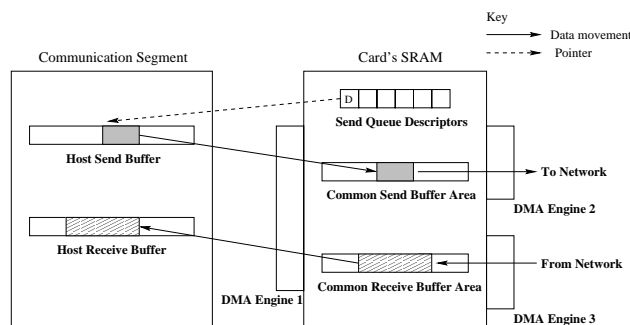 Key
Data movement
Pointer
Communication Segment
Card's SRAM
D
Send Queue Descriptors
Host Send Buffer
To Network
Common Send Buffer Area
DMA Engine 2
Host Receive Buffer
From Network
DMA Engine 1
Common Receive Buffer Area
DMA Engine 3